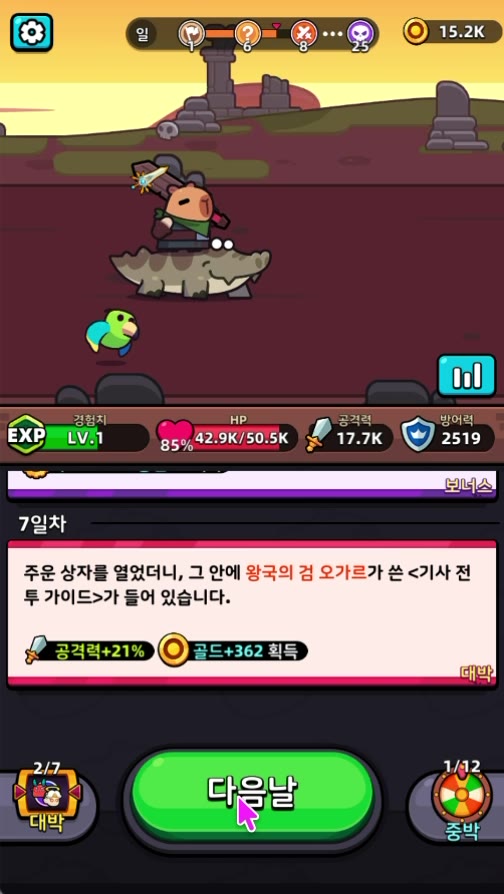 일
1
6
8
25
15.2K
경험치
EXP
LV.1
85%
HP
42.9K/50.5K
공격력
17.7K
방어력
2519
보너스
7일차
주운 상자를 열었더니, 그 안에 왕국의 검 오가르가 쓴 <기사 전
투 가이드>가 들어 있습니다.
공격력+21%
골드+362 획득
대박
2/7
대박
다음날
1/12
중박